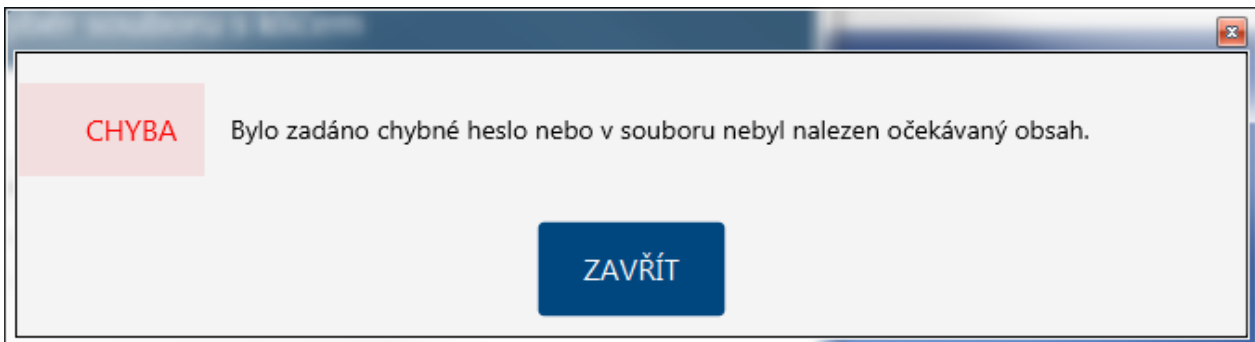 CHYBA
Bylo zadáno chybné heslo nebo v souboru nebyl nalezen očekávaný obsah.
ZAVŘÍT